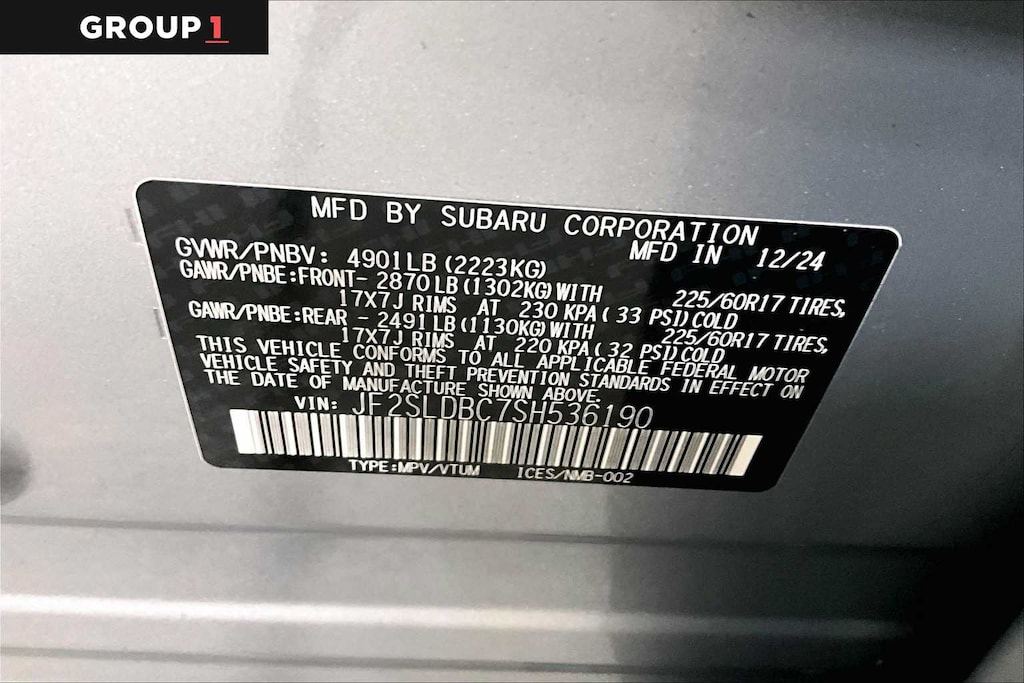 GROUP 1
MFD BY SUBARU CORPORATION
GVWR/PNBV: 4901LB (2223KG) MFD IN 12/24
GAWR/PNBE:FRONT- 2870LB(1302KG)WITH 225/60R17 TIRES,
17X7J RIMS AT 230 KPA( 33 PSI)COLD
GAWR/PNBE:REAR - 2491LB(1130KG)WITH 225/60R17 TIRES,
17X7J RIMS AT 220 KPA( 32 PSI)COLD
THIS VEHICLE CONFORMS TO ALL APPLICABLE FEDERAL MOTOR
VEHICLE SAFETY AND THEFT PREVENTION STANDARDS IN EFFECT ON
THE DATE OF MANUFACTURE SHOWN ABOVE.
VIN: JF2SLDBC7SH536190
TYPE:MPV/VTUM ICES/NMB-002